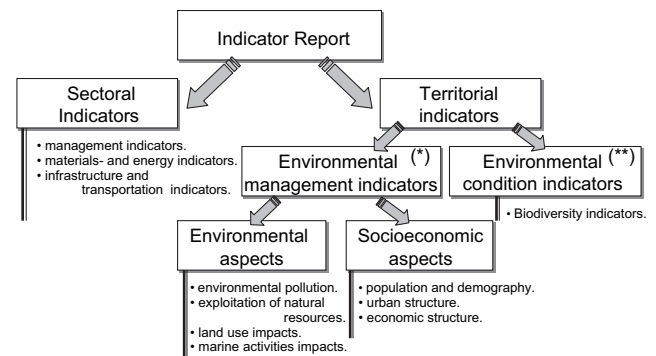 Indicator Report
Sectoral
Indicators
• management indicators.
• materials- and energy indicators.
• infrastructure and
transportation indicators.
Territorial
indicators
Environmental (*)
management indicators
Environmental (**)
condition indicators
• Biodiversity indicators.
Environmental
aspects
• environmental pollution.
• exploitation of natural
resources.
• land use impacts.
• marine activities impacts.
Socioeconomic
aspects
• population and demography.
• urban structure.
• economic structure.